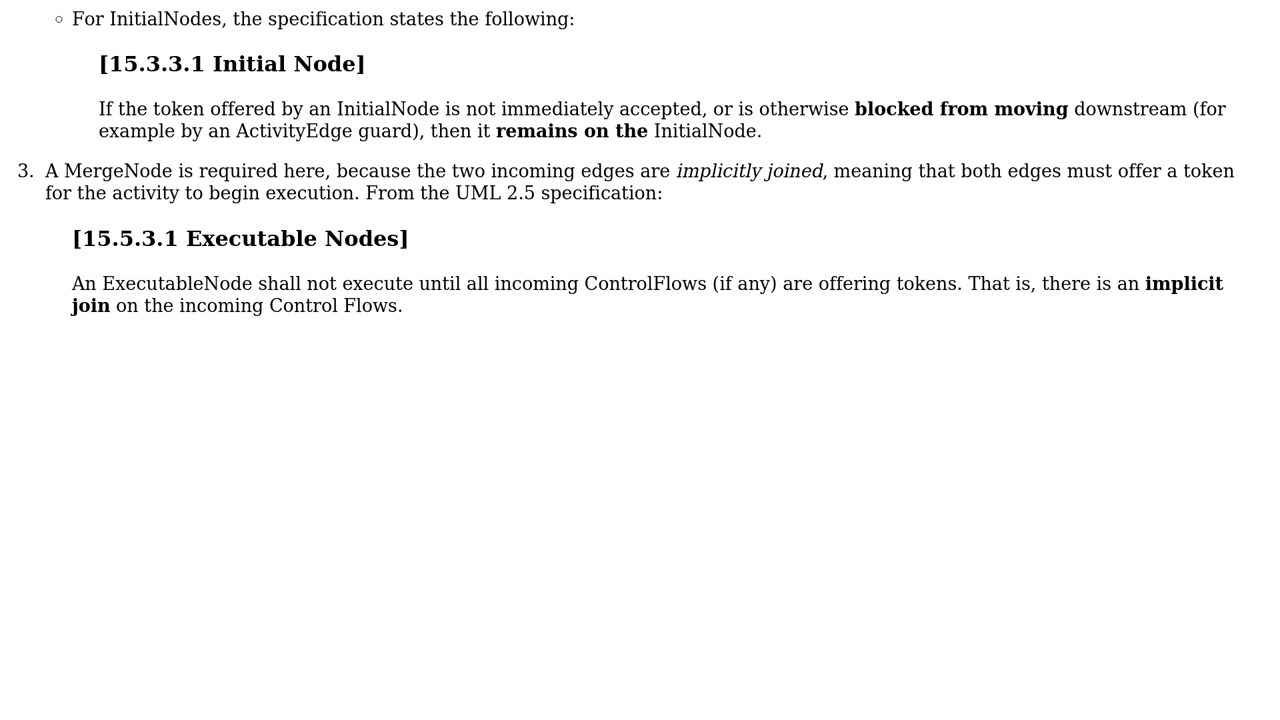 ◦ For InitialNodes, the specification states the following:
[15.3.3.1 Initial Node]
If the token offered by an InitialNode is not immediately accepted, or is otherwise blocked from moving downstream (for
example by an ActivityEdge guard), then it remains on the InitialNode.
3. A MergeNode is required here, because the two incoming edges are implicitly joined, meaning that both edges must offer a token
for the activity to begin execution. From the UML 2.5 specification:
[15.5.3.1 Executable Nodes]
An ExecutableNode shall not execute until all incoming ControlFlows (if any) are offering tokens. That is, there is an implicit
join on the incoming Control Flows.